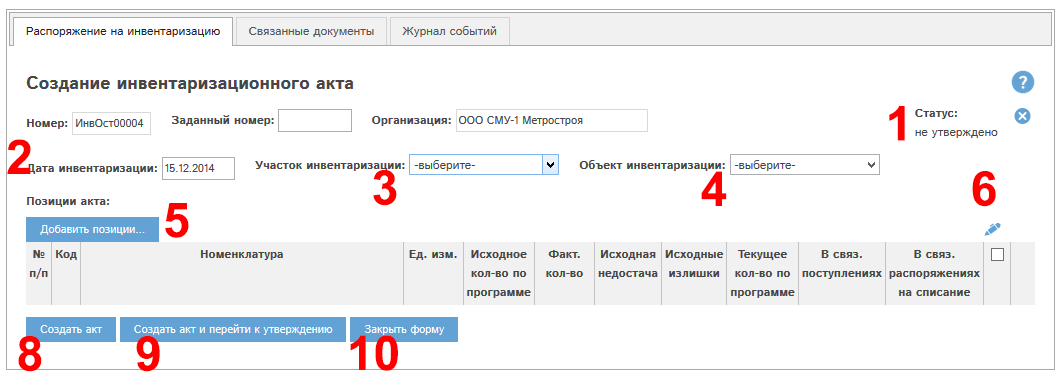 Распоряжение на инвентаризацию Связанные документы Журнал событий
Создание инвентаризационного акта ?
Номер: ИнвОст00004 Заданный номер: Организация: ООО СМУ-1 Метростроя 1 Статус:
не утверждено
2
Дата инвентаризации: 15.12.2014 Участок инвентаризации: -выберите- Объект инвентаризации: -выберите-
3 4
Позиции акта: 6
Добавить позиции... 5
№ п/п Код Номенклатура Ед. изм. Исходное кол-во по программе Факт. кол-во Исходная недостача Исходные излишки Текущее кол-во по программе В связ. поступлениях В связ. распоряжениях на списание
Создать акт Создать акт и перейти к утверждению Закрыть форму
8 9 10